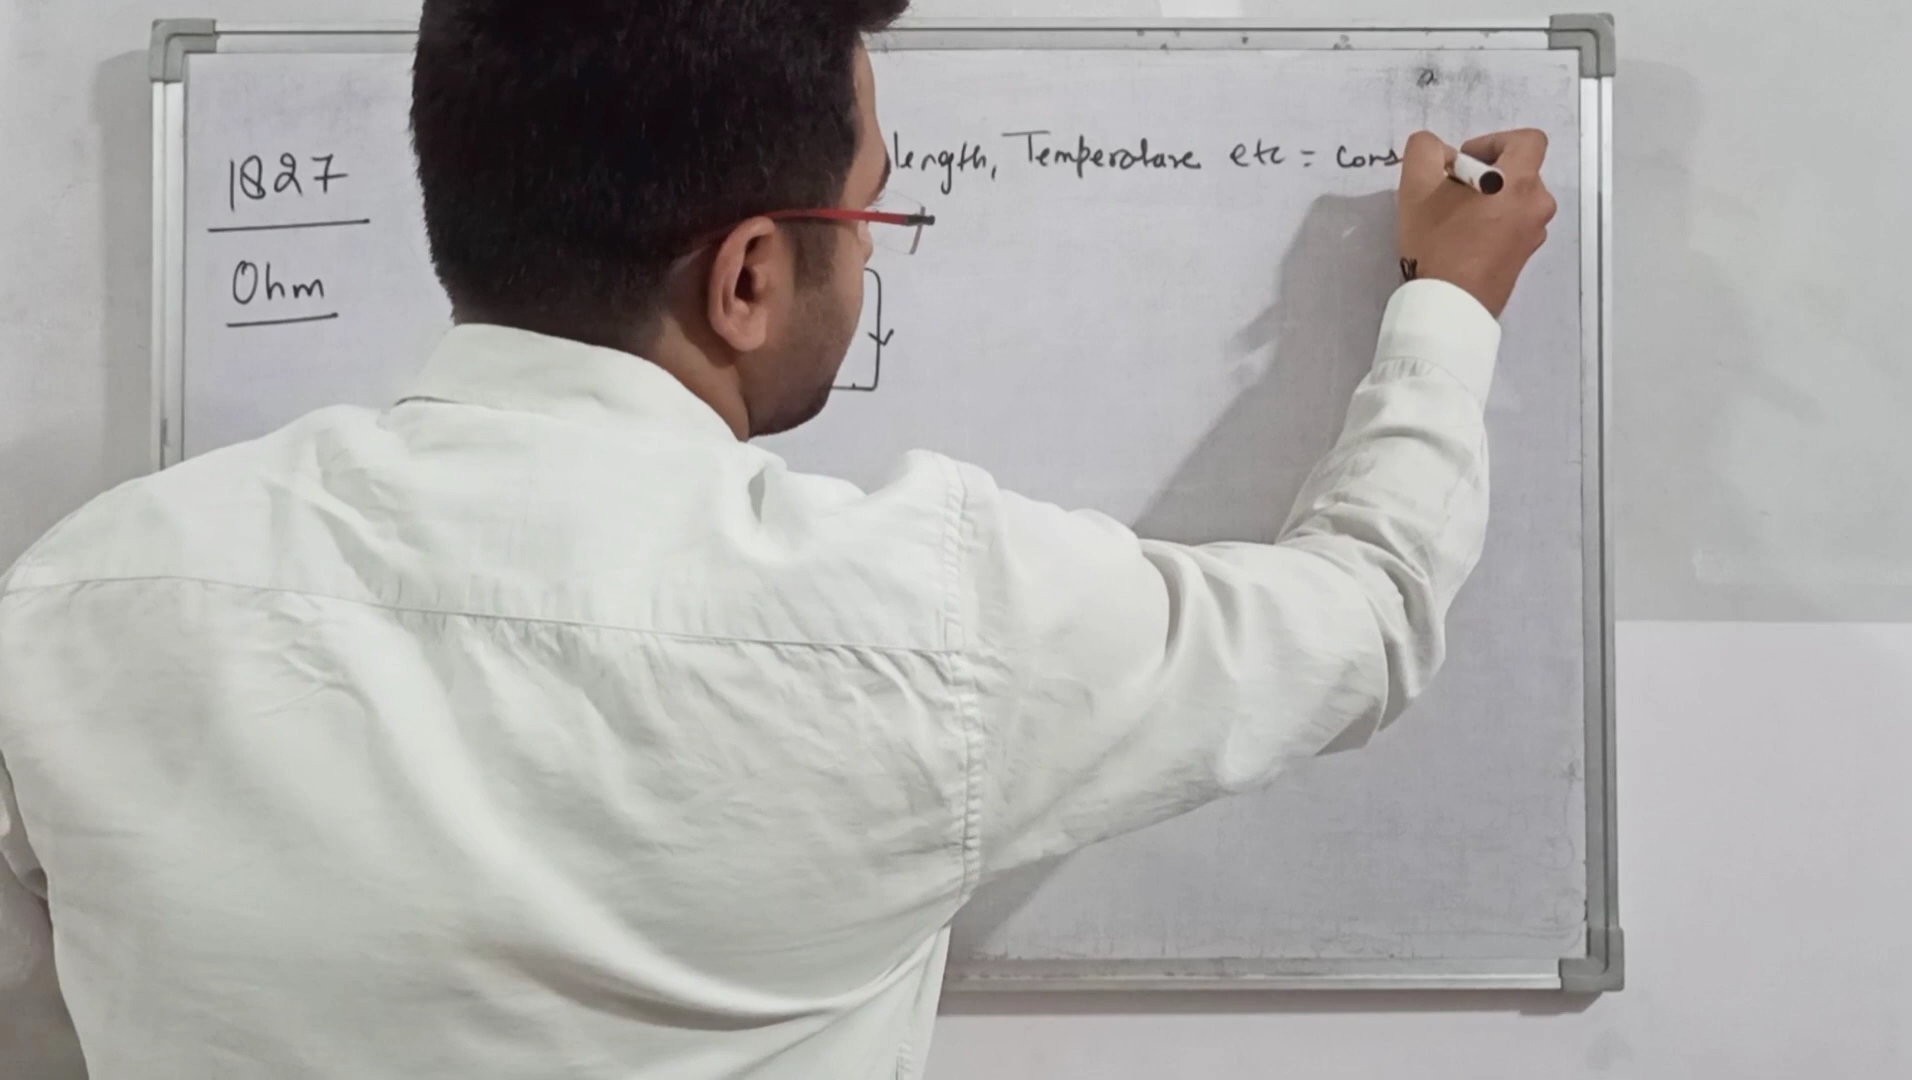 1827
Ohm
length, Temperature etc = cons